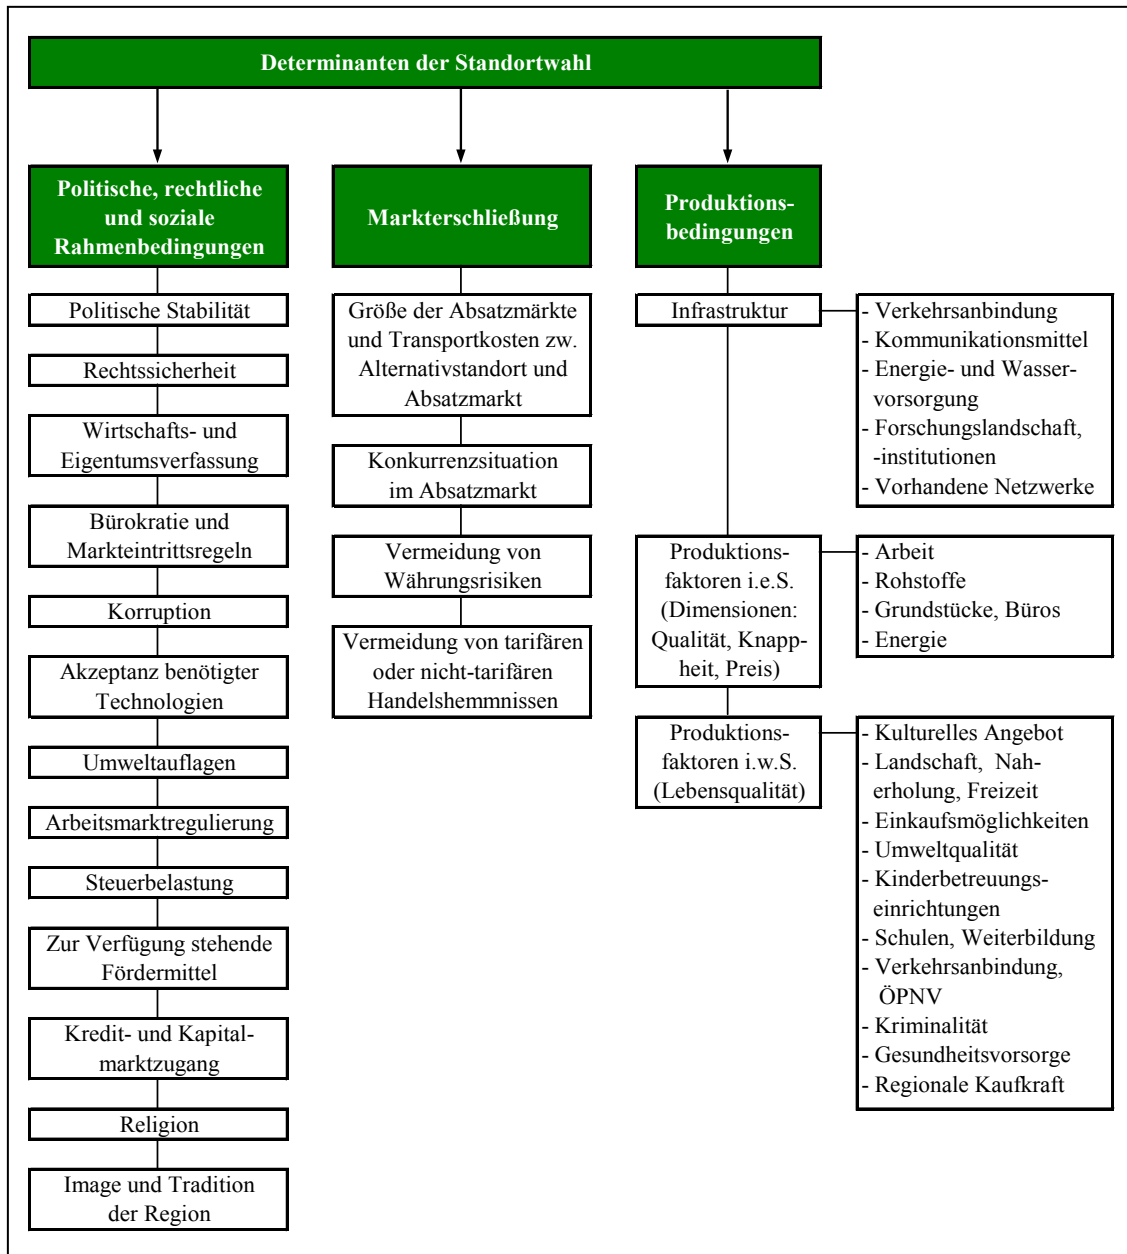 Determinanten der Standortwahl
Politische, rechtliche
und soziale
Rahmenbedingungen
Politische Stabilität
Rechtssicherheit
Wirtschafts- und
Eigentumsverfassung
Bürokratie und
Markteintrittsregeln
Korruption
Akzeptanz benötigter
Technologien
Umweltauflagen
Arbeitsmarktregulierung
Steuerbelastung
Zur Verfügung stehende
Fördermittel
Kredit- und Kapital-
marktzugang
Religion
Image und Tradition
der Region
Markterschließung
Größe der Absatzmärkte
und Transportkosten zw.
Alternativstandort und
Absatzmarkt
Konkurrenzsituation
im Absatzmarkt
Vermeidung von
Währungsrisiken
Vermeidung von tarifären
oder nicht-tarifären
Handelshemmnissen
Produktions-
bedingungen
Infrastruktur
- Verkehrsanbindung
- Kommunikationsmittel
- Energie- und Wasser-
vorsorgung
- Forschungslandschaft,
-institutionen
- Vorhandene Netzwerke
Produktions-
faktoren i.e.S.
(Dimensionen:
Qualität, Knapp-
heit, Preis)
- Arbeit
- Rohstoffe
- Grundstücke, Büros
- Energie
Produktions-
faktoren i.w.S.
(Lebensqualität)
- Kulturelles Angebot
- Landschaft, Nah-
erholung, Freizeit
- Einkaufsmöglichkeiten
- Umweltqualität
- Kinderbetreuungs-
einrichtungen
- Schulen, Weiterbildung
- Verkehrsanbindung,
ÖPNV
- Kriminalität
- Gesundheitsvorsorge
- Regionale Kaufkraft